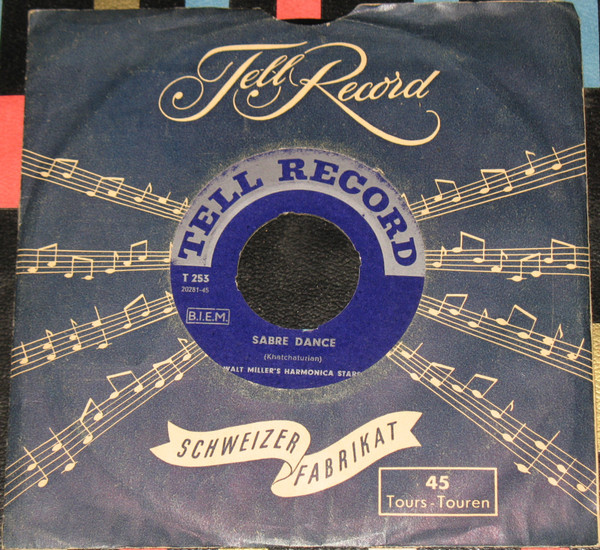 Tell Record
TELL RECORD
T 253
20281-45
B.I.E.M.
SABRE DANCE
(Khatchaturian)
WALT MILLER'S HARMONICA STARS
SCHWEIZER
FABRIKAT
45
Tours - Touren